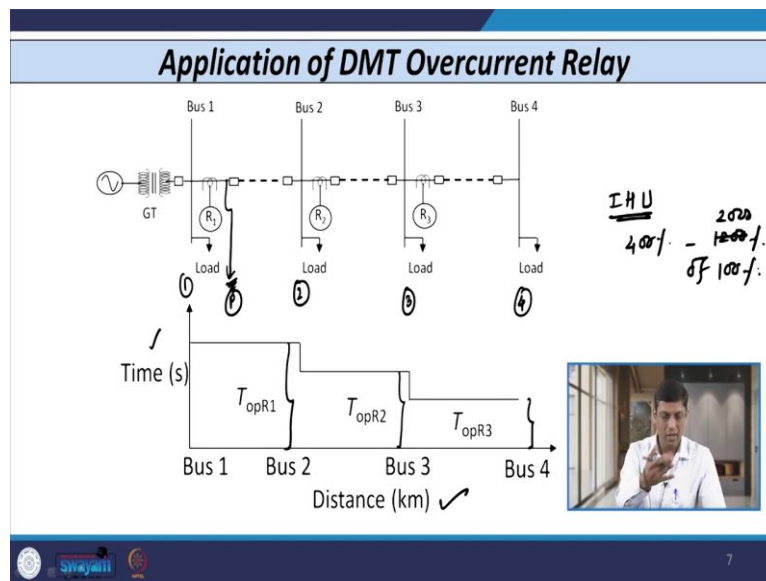 Application of DMT Overcurrent Relay
Bus 1 Bus 2 Bus 3 Bus 4
GT
R1 R2 R3
Load Load Load Load
IHU
400%. - 2000
1200 %.
of 100%.
1 P 2 3 4
Time (s)
TopR1 TopR2 TopR3
Bus 1 Bus 2 Bus 3 Bus 4
Distance (km)
swayam
7